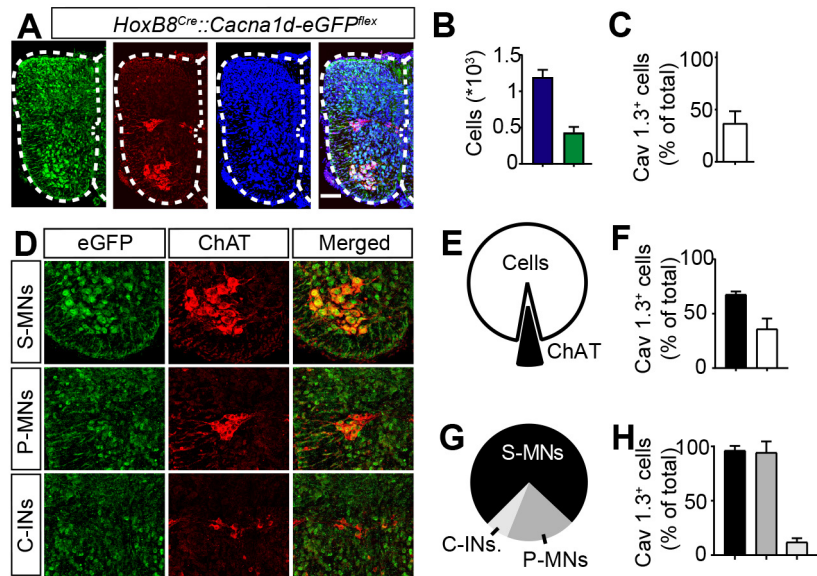 A
HoxB8Cre::Cacna1d-eGFPflex
B
Cells (*10³)
1.5
1.0
0.5
0
C
Cav 1.3⁺ cells
(% of total)
100
50
0
D
eGFP
ChAT
Merged
S-MNs
P-MNs
C-INs
E
Cells
ChAT
F
Cav 1.3⁺ cells
(% of total)
100
50
0
G
S-MNs
C-INs.
P-MNs
H
Cav 1.3⁺ cells
(% of total)
100
50
0